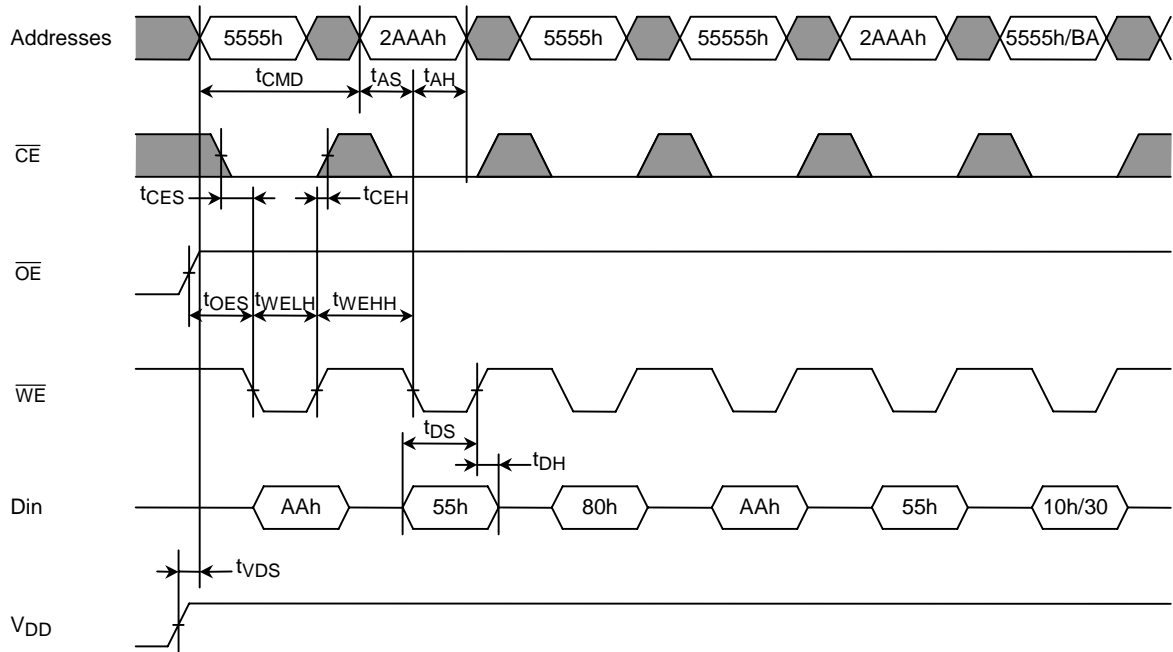 Addresses 5555h 2AAAh 5555h 55555h 2AAAh 5555h/BA
tCMD tAS tAH
CE
tCES tCEH
OE
tOES tWELH tWEHH
WE
tDS
tDH
Din AAh 55h 80h AAh 55h 10h/30
tVDS
VDD